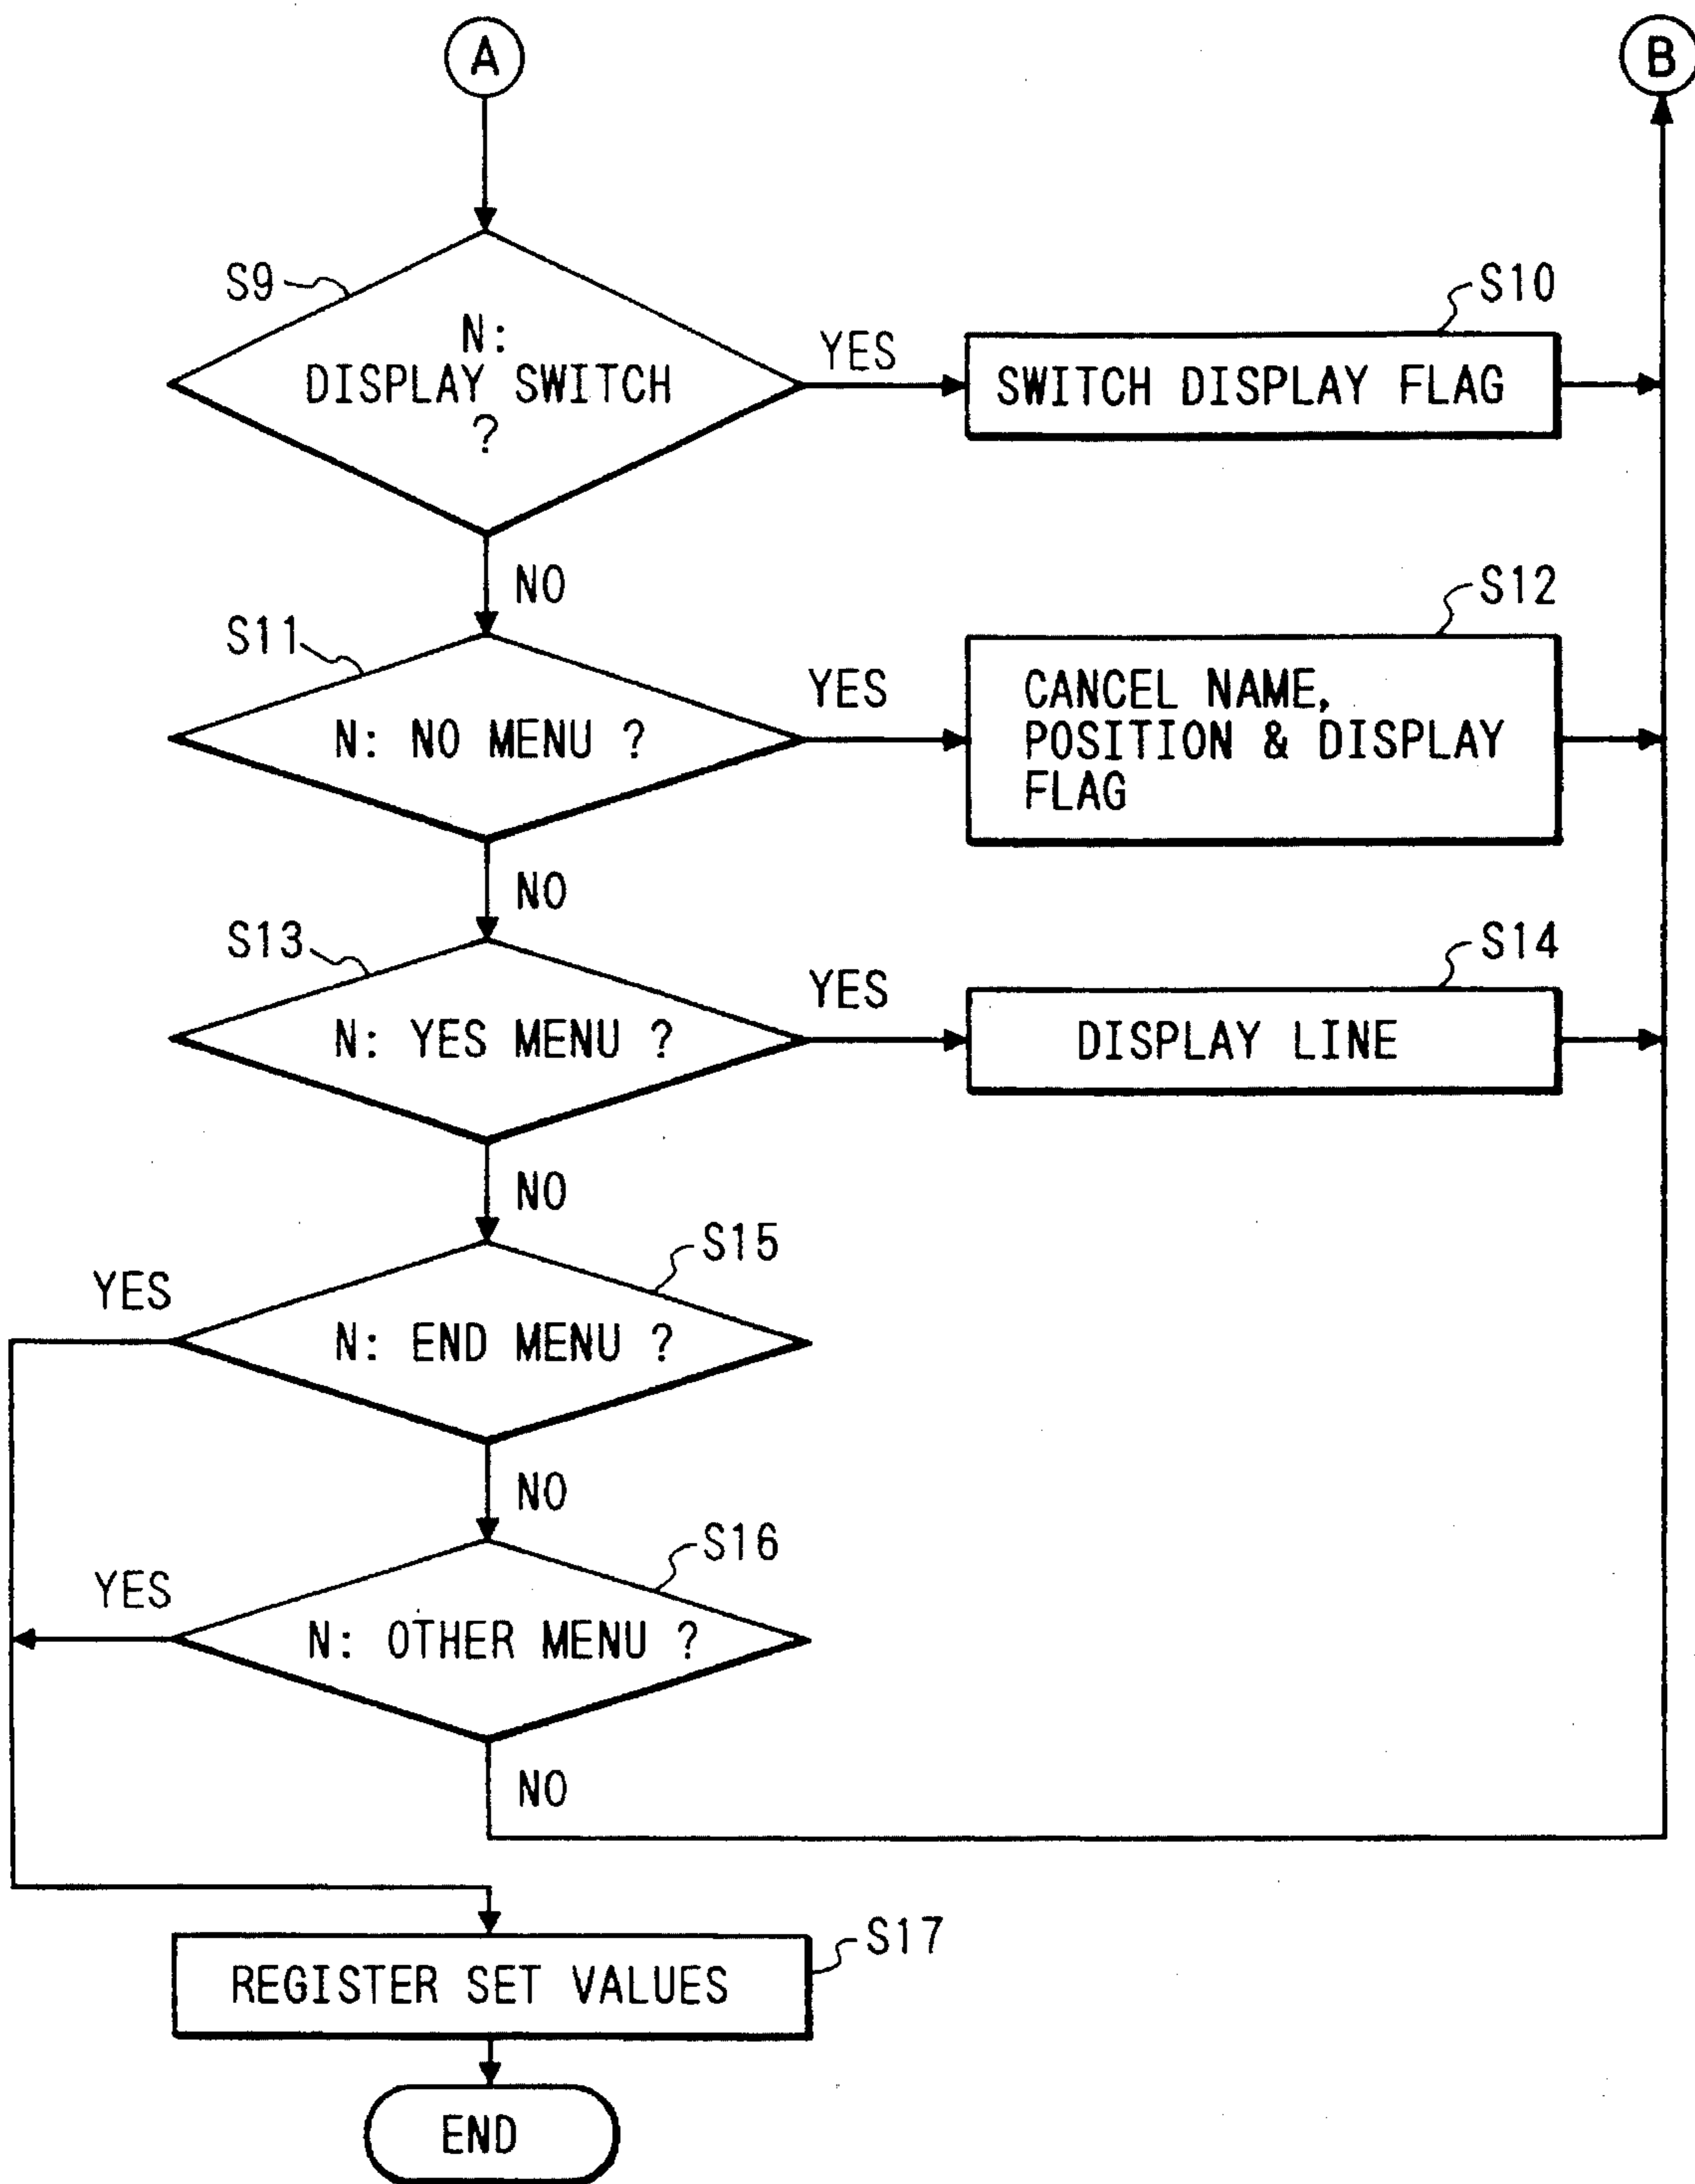 A
B
S9
N:
DISPLAY SWITCH
?
YES
S10
SWITCH DISPLAY FLAG
NO
S11
N: NO MENU ?
YES
S12
CANCEL NAME,
POSITION & DISPLAY
FLAG
NO
S13
N: YES MENU ?
YES
S14
DISPLAY LINE
NO
S15
YES
N: END MENU ?
NO
S16
YES
N: OTHER MENU ?
NO
S17
REGISTER SET VALUES
END